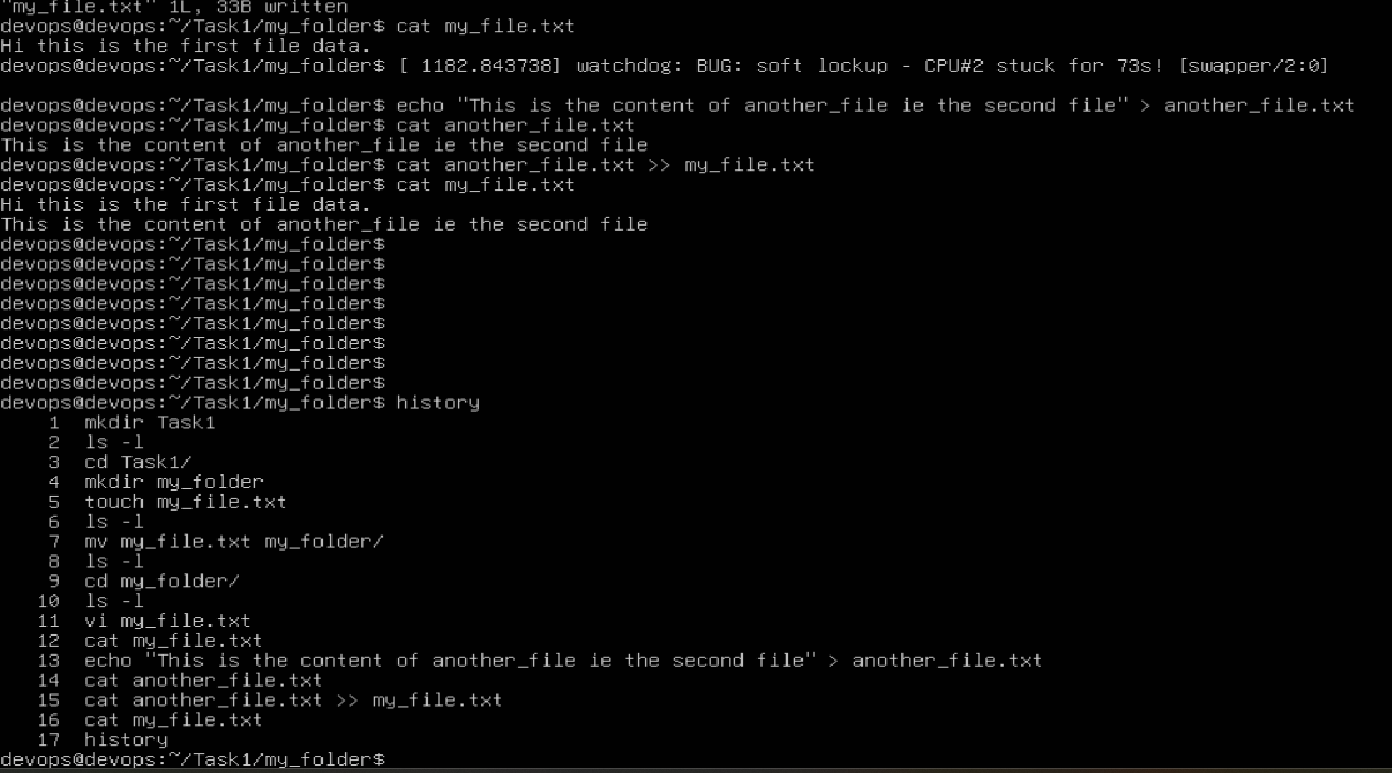 "my_file.txt" 1L, 33B written
devops@devops:~/Task1/my_folder$ cat my_file.txt
Hi this is the first file data.
devops@devops:~/Task1/my_folder$ [ 1182.843738] watchdog: BUG: soft lockup - CPU#2 stuck for 73s! [swapper/2:0]
devops@devops:~/Task1/my_folder$ echo "This is the content of another_file ie the second file" > another_file.txt
devops@devops:~/Task1/my_folder$ cat another_file.txt
This is the content of another_file ie the second file
devops@devops:~/Task1/my_folder$ cat another_file.txt >> my_file.txt
devops@devops:~/Task1/my_folder$ cat my_file.txt
Hi this is the first file data.
This is the content of another_file ie the second file
devops@devops:~/Task1/my_folder$
devops@devops:~/Task1/my_folder$
devops@devops:~/Task1/my_folder$
devops@devops:~/Task1/my_folder$
devops@devops:~/Task1/my_folder$
devops@devops:~/Task1/my_folder$
devops@devops:~/Task1/my_folder$
devops@devops:~/Task1/my_folder$
devops@devops:~/Task1/my_folder$ history
1 mkdir Task1
2 ls -l
3 cd Task1/
4 mkdir my_folder
5 touch my_file.txt
6 ls -l
7 mv my_file.txt my_folder/
8 ls -l
9 cd my_folder/
10 ls -l
11 vi my_file.txt
12 cat my_file.txt
13 echo "This is the content of another_file ie the second file" > another_file.txt
14 cat another_file.txt
15 cat another_file.txt >> my_file.txt
16 cat my_file.txt
17 history
devops@devops:~/Task1/my_folder$